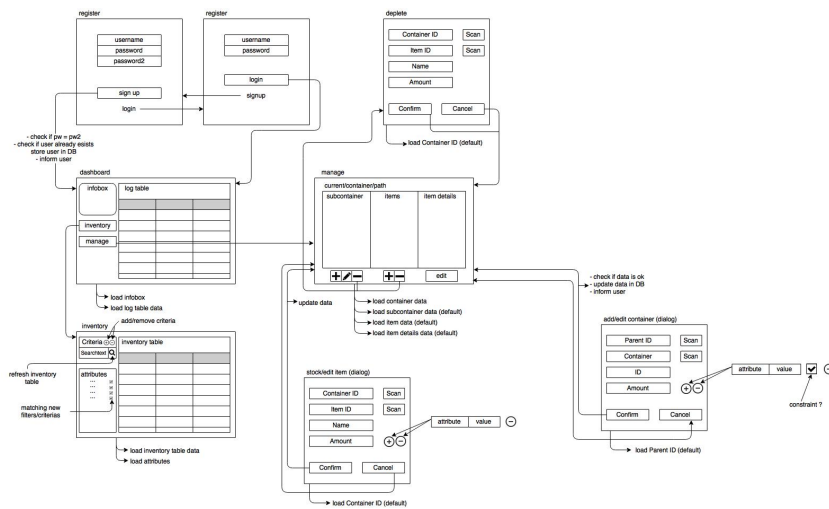 register
username
password
password2
sign up
login
register
username
password
login
signup
- check if pw = pw2
- check if user already esists
store user in DB
- inform user
deplete
Container ID
Scan
Item ID
Scan
Name
Amount
Confirm
Cancel
load Container ID (default)
dashboard
infobox
log table
inventory
manage
load infobox
load log table data
manage
current/container/path
subcontainer
items
item details
edit
update data
load container data
load subcontainer data (default)
load item data (default)
load item details data (default)
- check if data is ok
- update data in DB
- inform user
inventory
add/remove criteria
Criteria
Searchtext
inventory table
attributes
...
...
...
...
refresh inventory
table
matching new
filters/criterias
load inventory table data
load attributes
stock/edit item (dialog)
Container ID
Scan
Item ID
Scan
Name
Amount
attribute
value
Confirm
Cancel
load Container ID (default)
add/edit container (dialog)
Parent ID
Scan
Container
Scan
ID
Amount
attribute
value
constraint ?
Confirm
Cancel
load Parent ID (default)